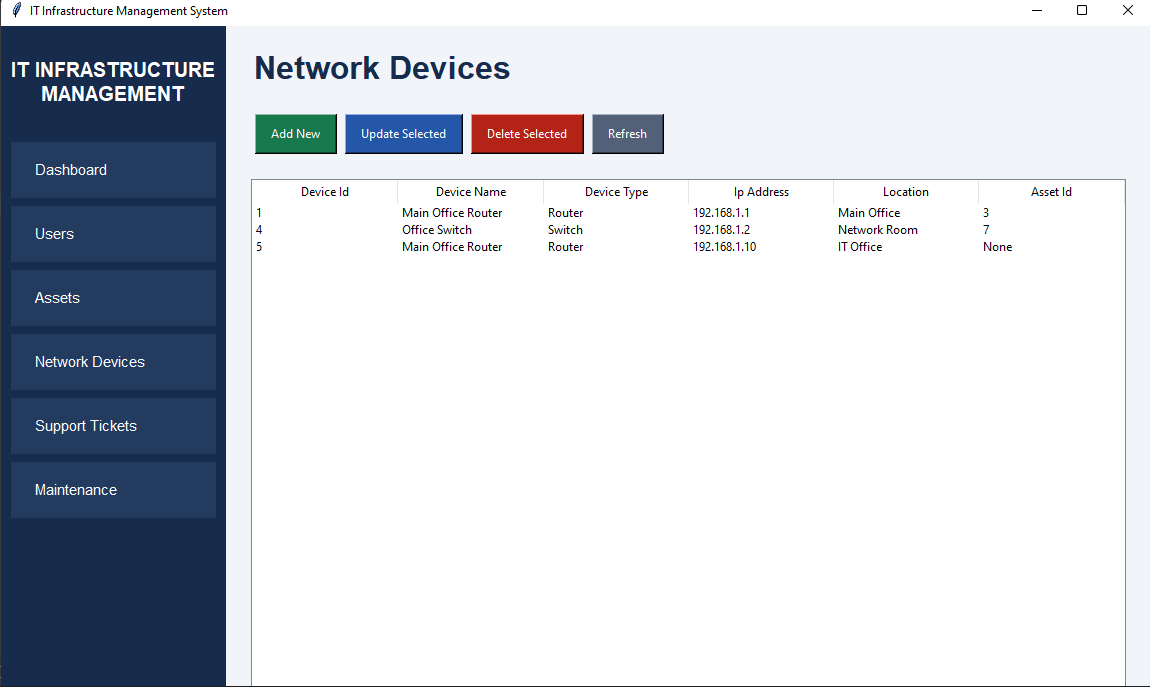 IT Infrastructure Management System
IT INFRASTRUCTURE
MANAGEMENT
Dashboard
Users
Assets
Network Devices
Support Tickets
Maintenance
Network Devices
Add New Update Selected Delete Selected Refresh
Device Id Device Name Device Type Ip Address Location Asset Id
1 Main Office Router Router 192.168.1.1 Main Office 3
4 Office Switch Switch 192.168.1.2 Network Room 7
5 Main Office Router Router 192.168.1.10 IT Office None